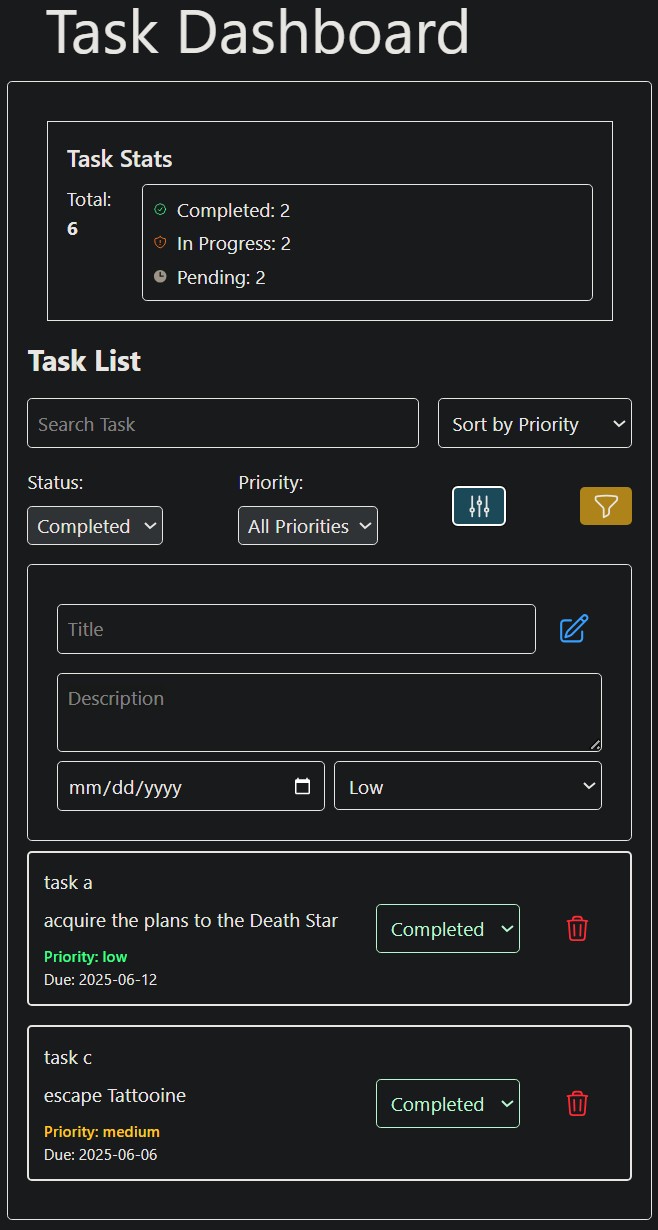 Task Dashboard
Task Stats
Total:
6
Completed: 2
In Progress: 2
Pending: 2
Task List
Search Task
Sort by Priority
Status:
Priority:
Completed
All Priorities
Title
Description
mm/dd/yyyy
Low
task a
acquire the plans to the Death Star
Completed
Priority: low
Due: 2025-06-12
task c
escape Tattooine
Completed
Priority: medium
Due: 2025-06-06